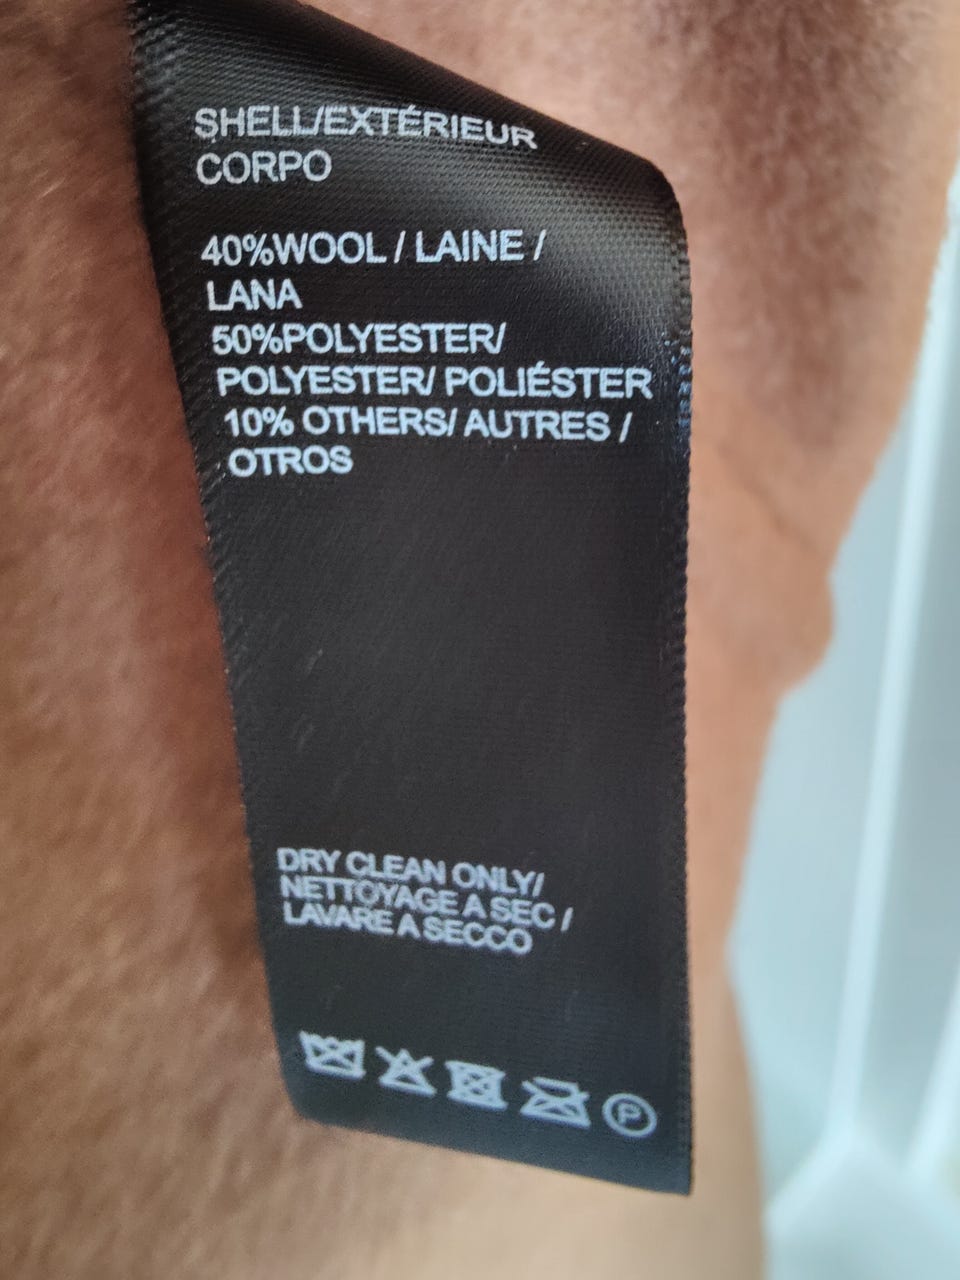 SHELL/EXTÉRIEUR
CORPO
40%WOOL / LAINE /
LANA
50%POLYESTER/
POLYESTER/ POLIÉSTER
10% OTHERS/ AUTRES /
OTROS
DRY CLEAN ONLY/
NETTOYAGE A SEC /
LAVARE A SECCO
P